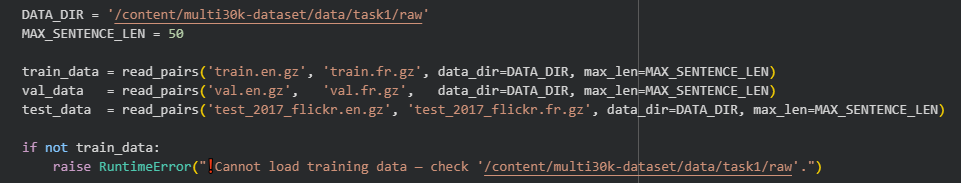 DATA_DIR = '/content/multi30k-dataset/data/task1/raw'
MAX_SENTENCE_LEN = 50
train_data = read_pairs('train.en.gz', 'train.fr.gz', data_dir=DATA_DIR, max_len=MAX_SENTENCE_LEN)
val_data   = read_pairs('val.en.gz',   'val.fr.gz',   data_dir=DATA_DIR, max_len=MAX_SENTENCE_LEN)
test_data  = read_pairs('test_2017_flickr.en.gz', 'test_2017_flickr.fr.gz', data_dir=DATA_DIR, max_len=MAX_SENTENCE_LEN)
if not train_data:
    raise RuntimeError("❗Cannot load training data — check '/content/multi30k-dataset/data/task1/raw'.")